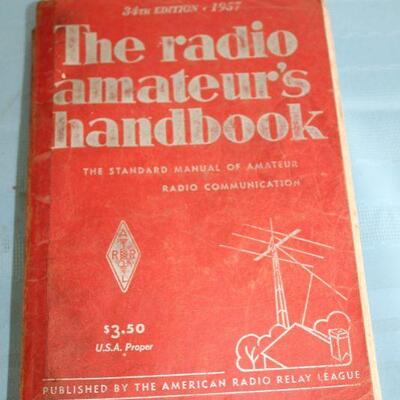 34TH EDITION • 1957
The radio
amateur's
handbook
THE STANDARD MANUAL OF AMATEUR
RADIO COMMUNICATION
A
R R
L
$3.50
U.S.A. Proper
PUBLISHED BY THE AMERICAN RADIO RELAY LEAGUE